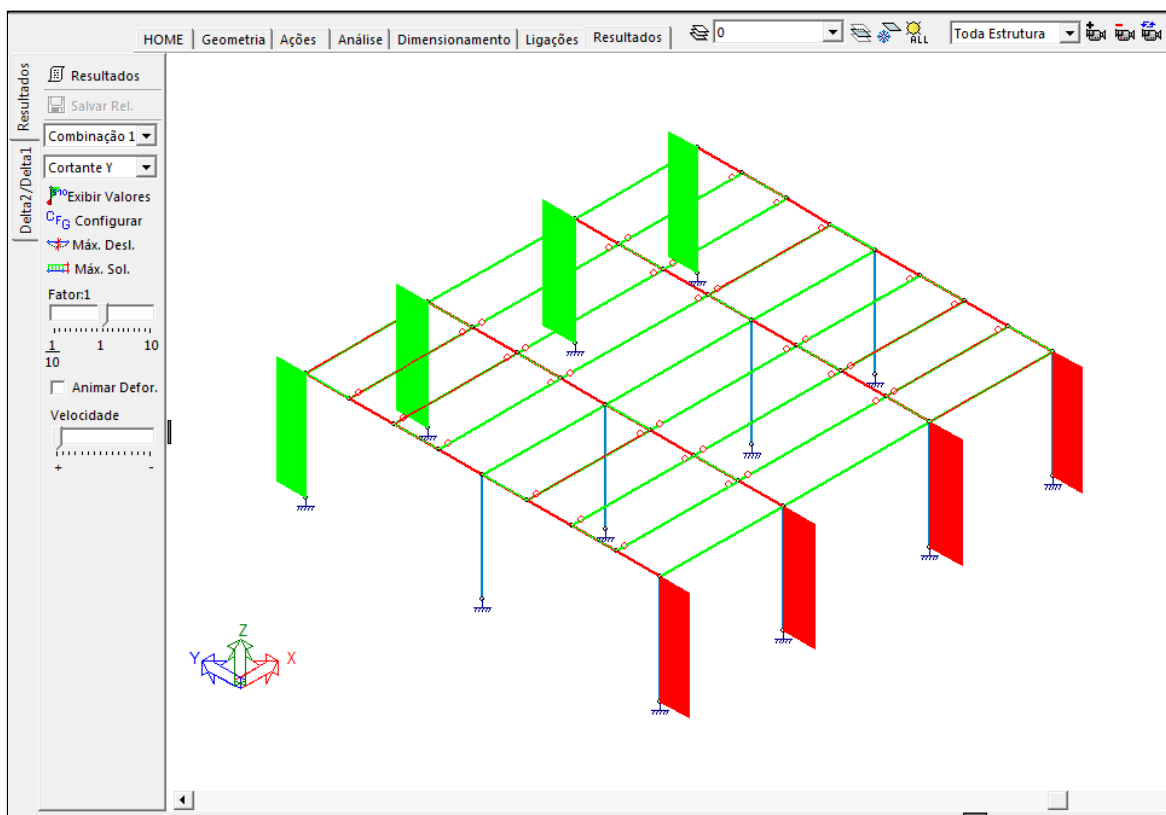 HOME Geometria Ações Análise Dimensionamento Ligações Resultados 0 ALL Toda Estrutura
Resultados
Delta2/Delta1
Resultados
Salvar Rel.
Combinação 1
Cortante Y
Exibir Valores
CFG Configurar
Máx. Desl.
Máx. Sol.
Fator:1
1/10 1 10
Animar Defor.
Velocidade
+ -
Z
Y X